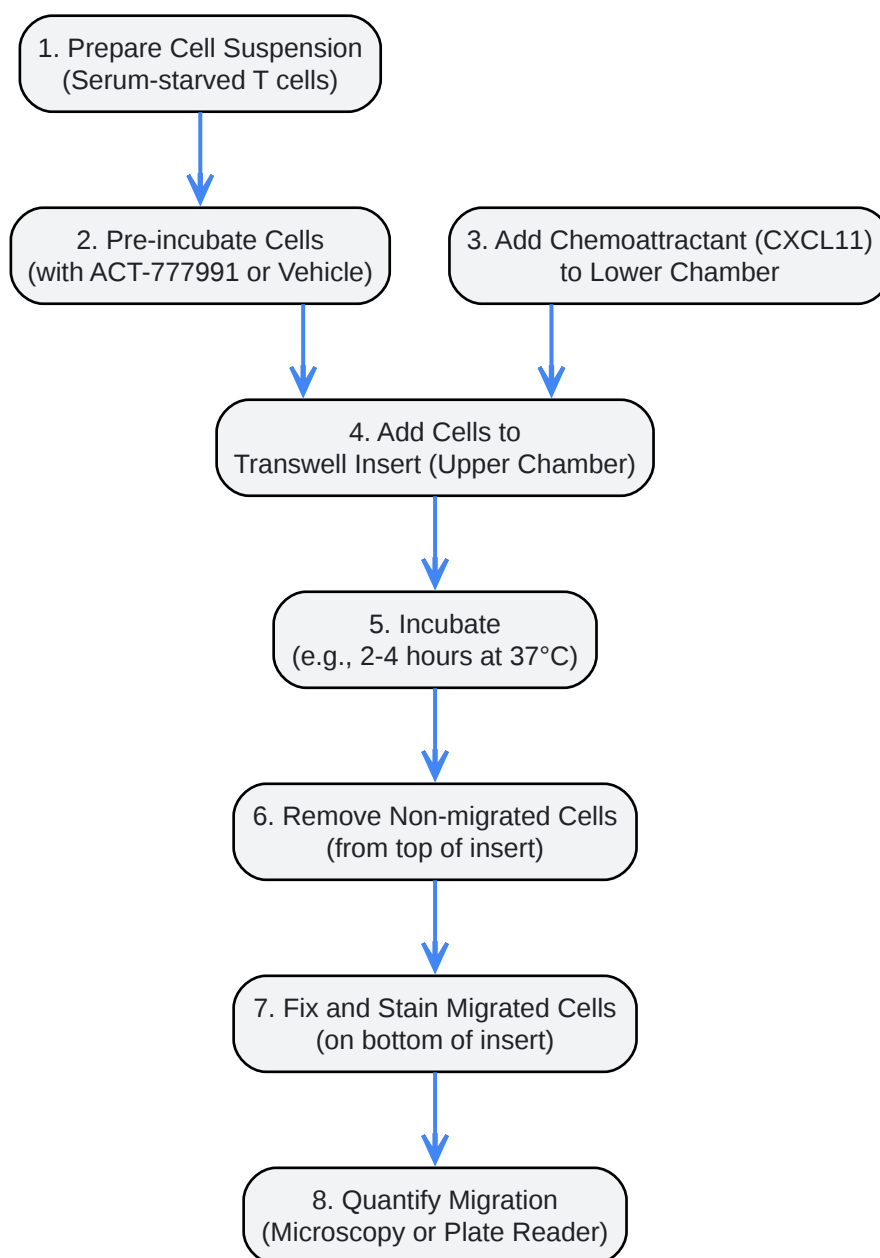 1. Prepare Cell Suspension
(Serum-starved T cells)
2. Pre-incubate Cells
(with ACT-777991 or Vehicle)
3. Add Chemoattractant (CXCL11)
to Lower Chamber
4. Add Cells to
Transwell Insert (Upper Chamber)
5. Incubate
(e.g., 2-4 hours at 37°C)
6. Remove Non-migrated Cells
(from top of insert)
7. Fix and Stain Migrated Cells
(on bottom of insert)
8. Quantify Migration
(Microscopy or Plate Reader)